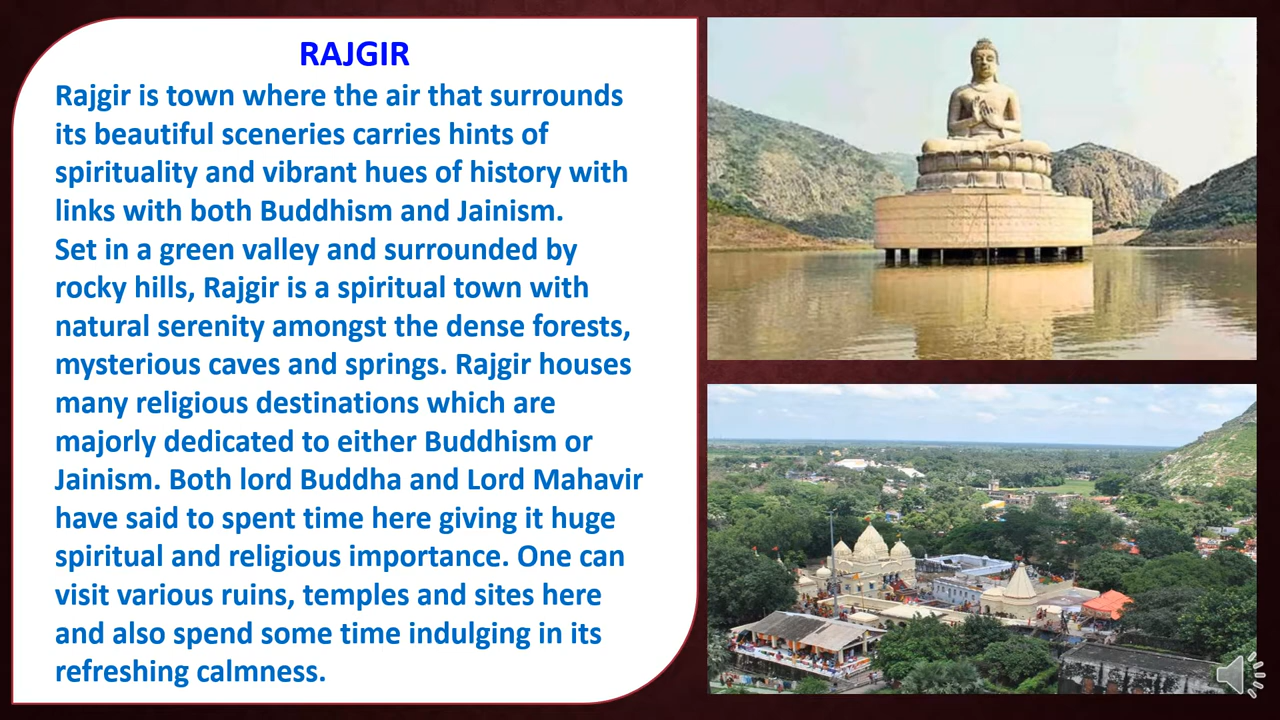 RAJGIR
Rajgir is town where the air that surrounds
its beautiful sceneries carries hints of
spirituality and vibrant hues of history with
links with both Buddhism and Jainism.
Set in a green valley and surrounded by
rocky hills, Rajgir is a spiritual town with
natural serenity amongst the dense forests,
mysterious caves and springs. Rajgir houses
many religious destinations which are
majorly dedicated to either Buddhism or
Jainism. Both lord Buddha and Lord Mahavir
have said to spent time here giving it huge
spiritual and religious importance. One can
visit various ruins, temples and sites here
and also spend some time indulging in its
refreshing calmness.